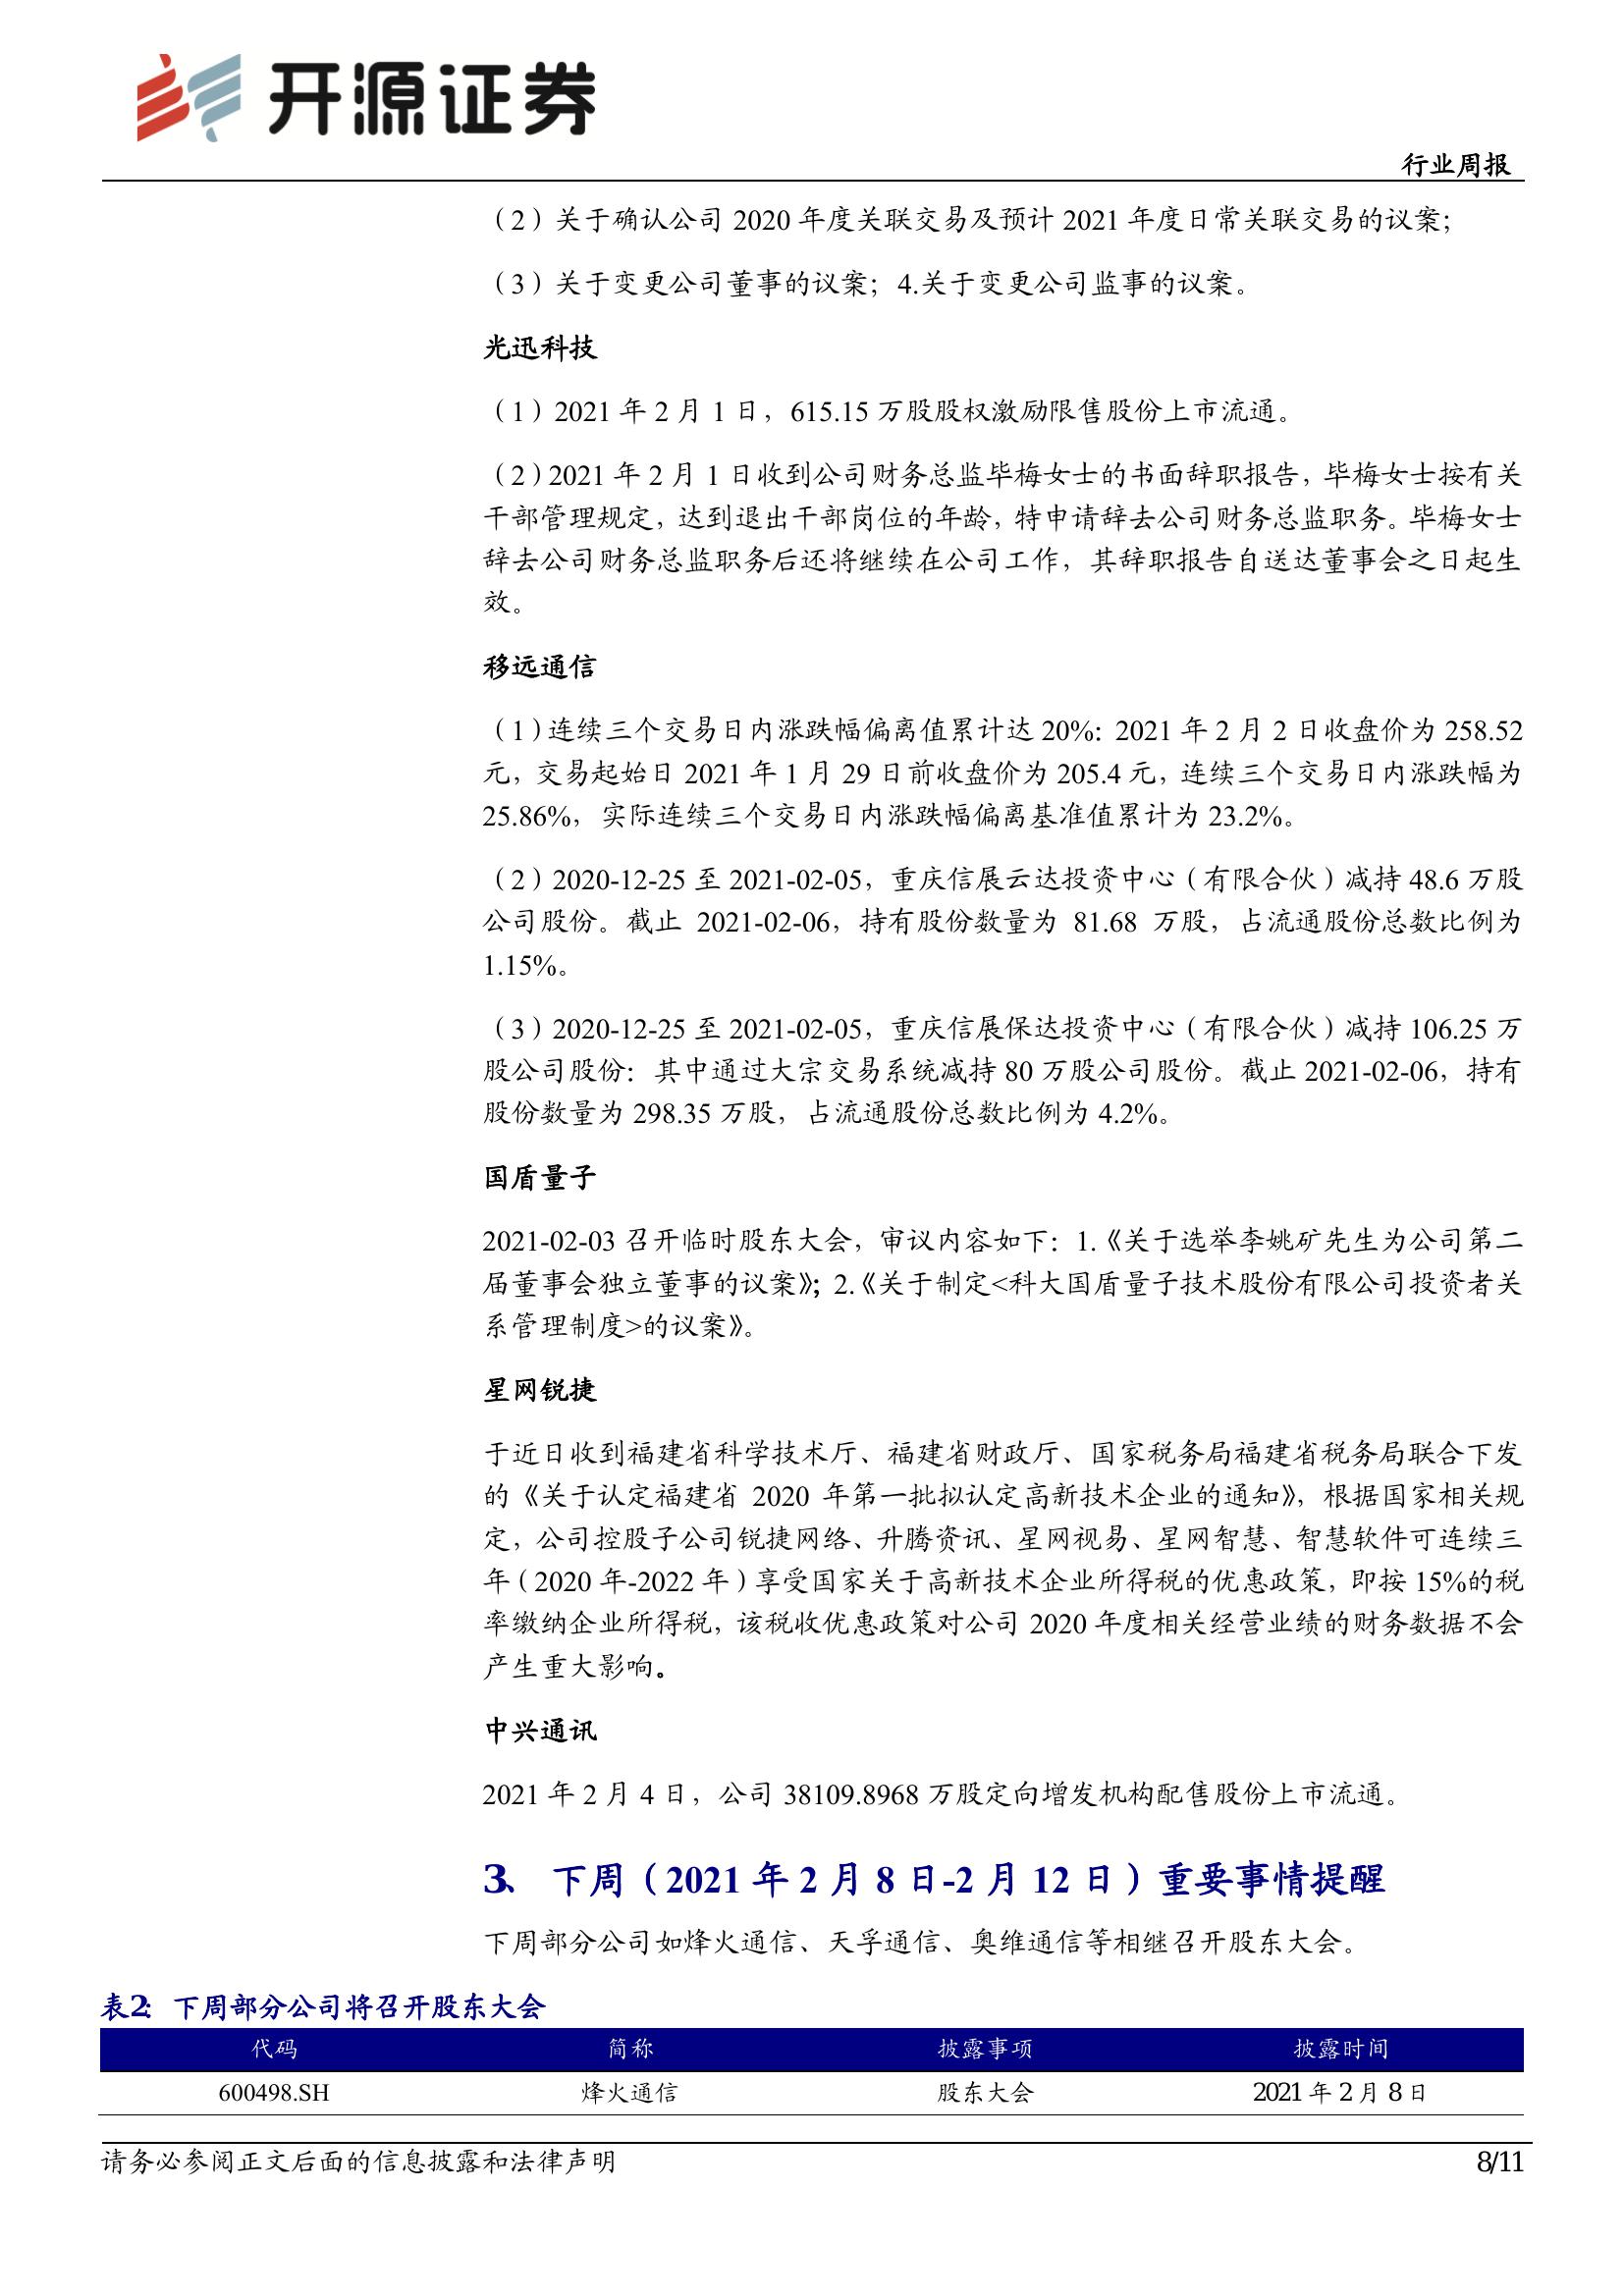 开源证券
行业周报
（2）关于确认公司 2020 年度关联交易及预计 2021 年度日常关联交易的议案；
（3）关于变更公司董事的议案；4.关于变更公司监事的议案。
光迅科技
（1）2021 年 2 月 1 日，615.15 万股股权激励限售股份上市流通。
（2）2021 年 2 月 1 日收到公司财务总监毕梅女士的书面辞职报告，毕梅女士按有关
干部管理规定，达到退出干部岗位的年龄，特申请辞去公司财务总监职务。毕梅女士
辞去公司财务总监职务后还将继续在公司工作，其辞职报告自送达董事会之日起生
效。
移远通信
（1）连续三个交易日内涨跌幅偏离值累计达 20%：2021 年 2 月 2 日收盘价为 258.52
元，交易起始日 2021 年 1 月 29 日前收盘价为 205.4 元，连续三个交易日内涨跌幅为
25.86%，实际连续三个交易日内涨跌幅偏离基准值累计为 23.2%。
（2）2020-12-25 至 2021-02-05，重庆信展云达投资中心（有限合伙）减持 48.6 万股
公司股份。截止 2021-02-06，持有股份数量为 81.68 万股，占流通股份总数比例为
1.15%。
（3）2020-12-25 至 2021-02-05，重庆信展保达投资中心（有限合伙）减持 106.25 万
股公司股份：其中通过大宗交易系统减持 80 万股公司股份。截止 2021-02-06，持有
股份数量为 298.35 万股，占流通股份总数比例为 4.2%。
国盾量子
2021-02-03 召开临时股东大会，审议内容如下：1.《关于选举李姚矿先生为公司第二
届董事会独立董事的议案》；2.《关于制定<科大国盾量子技术股份有限公司投资者关
系管理制度>的议案》。
星网锐捷
于近日收到福建省科学技术厅、福建省财政厅、国家税务局福建省税务局联合下发
的《关于认定福建省 2020 年第一批拟认定高新技术企业的通知》，根据国家相关规
定，公司控股子公司锐捷网络、升腾资讯、星网视易、星网智慧、智慧软件可连续三
年（2020 年-2022 年）享受国家关于高新技术企业所得税的优惠政策，即按 15%的税
率缴纳企业所得税，该税收优惠政策对公司 2020 年度相关经营业绩的财务数据不会
产生重大影响。
中兴通讯
2021 年 2 月 4 日，公司 38109.8968 万股定向增发机构配售股份上市流通。
3、 下周（2021 年 2 月 8 日-2 月 12 日）重要事情提醒
下周部分公司如烽火通信、天孚通信、奥维通信等相继召开股东大会。
表2： 下周部分公司将召开股东大会
代码 简称 披露事项 披露时间
600498.SH 烽火通信 股东大会 2021 年 2 月 8 日
请务必参阅正文后面的信息披露和法律声明 8/11